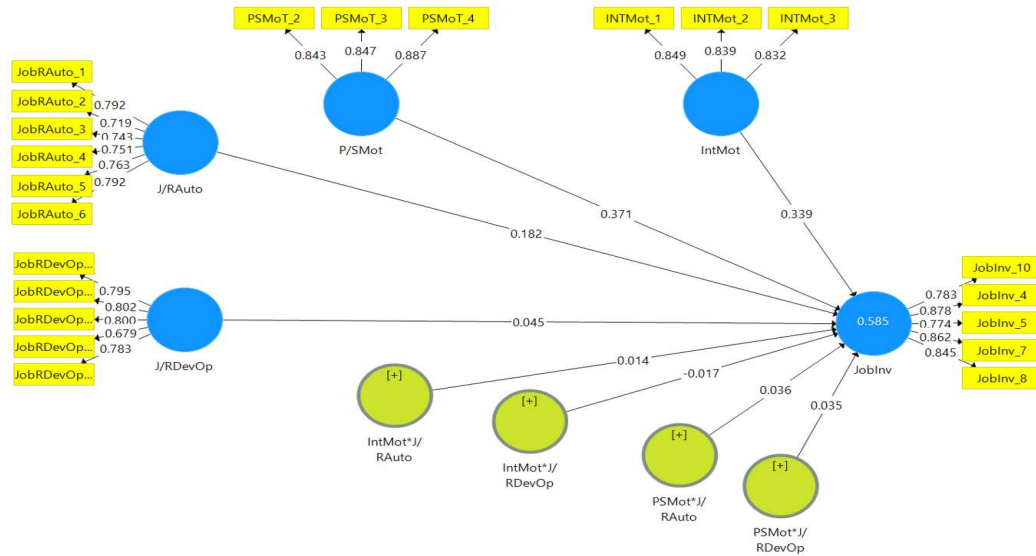 PSMoT_2
PSMoT_3
PSMoT_4
0.843
0.847
0.887
P/SMot
INTMot_1
INTMot_2
INTMot_3
0.849
0.839
0.832
IntMot
JobRAuto_1
JobRAuto_2
JobRAuto_3
JobRAuto_4
JobRAuto_5
JobRAuto_6
0.792
0.719
0.743
0.751
0.763
0.792
J/RAuto
0.371
0.339
0.182
JobRDevOp...
JobRDevOp...
JobRDevOp...
JobRDevOp...
JobRDevOp...
0.795
0.802
0.800
0.679
0.783
J/RDevOp
0.045
0.585
JobInv
0.783
0.878
0.774
0.862
0.845
JobInv_10
JobInv_4
JobInv_5
JobInv_7
JobInv_8
0.014
-0.017
0.036
0.035
[+]
IntMot*J/
RAuto
[+]
IntMot*J/
RDevOp
[+]
PSMot*J/
RAuto
[+]
PSMot*J/
RDevOp